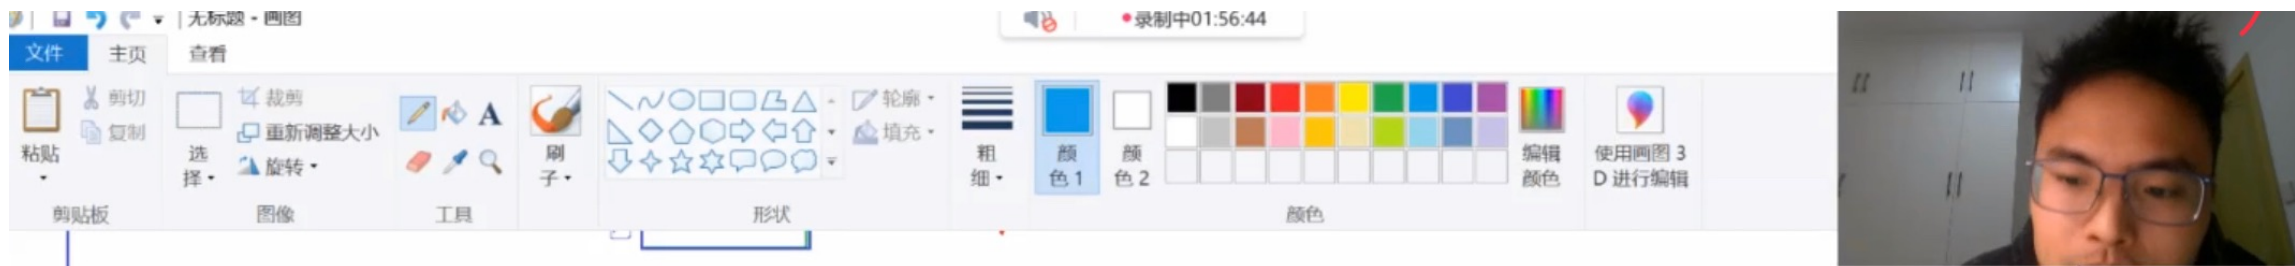 无标题 - 画图
录制中01:56:44
文件 主页 查看
粘贴
剪切
复制
剪贴板
选
择
裁剪
重新调整大小
旋转
图像
A
工具
刷
子
形状
轮廓
填充
粗
细
颜
色 1
颜
色 2
颜色
编辑
颜色
使用画图 3
D 进行编辑